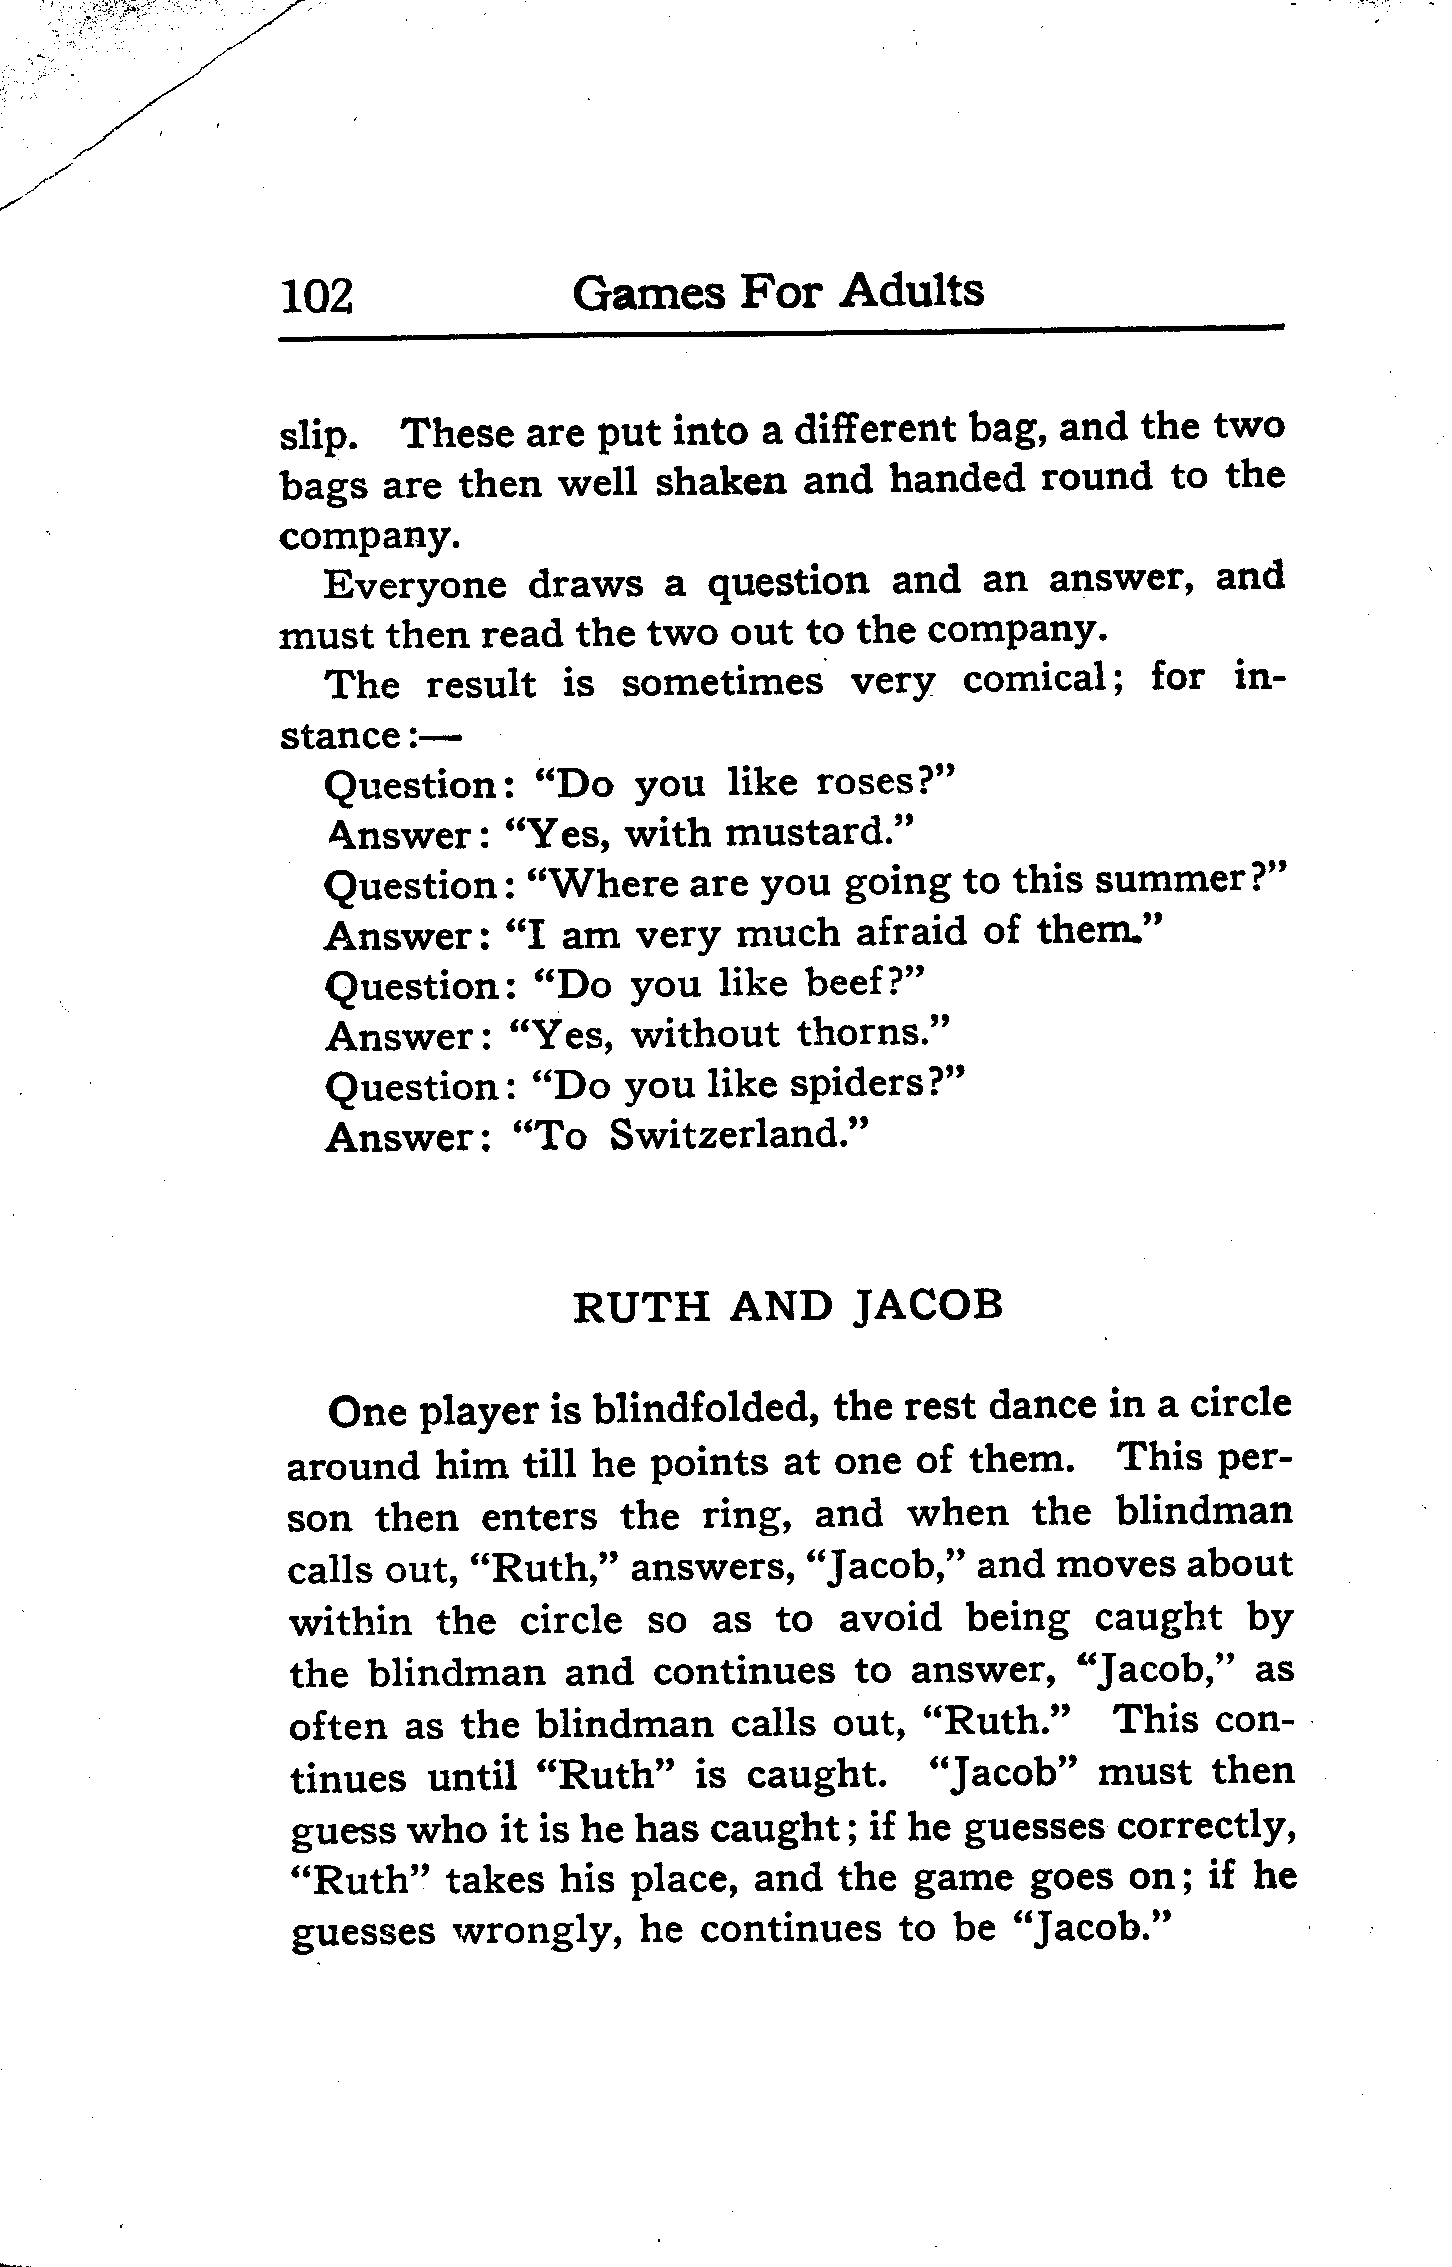 102 Games For Adults
slip. These are put into a different bag, and the two
bags are then well shaken and handed round to the
company.
Everyone draws a question and an answer, and
must then read the two out to the company.
The result is sometimes very comical; for in-
stance:—
Question: “Do you like roses?”
Answer: “Yes, with mustard.”
Question: “Where are you going to this summer?”
Answer: “I am very much afraid of them.”
Question: “Do you like beef?”
Answer: “Yes, without thorns.”
Question: “Do you like spiders?”
Answer: “To Switzerland.”
RUTH AND JACOB
One player is blindfolded, the rest dance in a circle
around him till he points at one of them. This per-
son then enters the ring, and when the blindman
calls out, “Ruth,” answers, “Jacob,” and moves about
within the circle so as to avoid being caught by
the blindman and continues to answer, “Jacob,” as
often as the blindman calls out, “Ruth.” This con-
tinues until “Ruth” is caught. “Jacob” must then
guess who it is he has caught; if he guesses correctly,
“Ruth” takes his place, and the game goes on; if he
guesses wrongly, he continues to be “Jacob.”